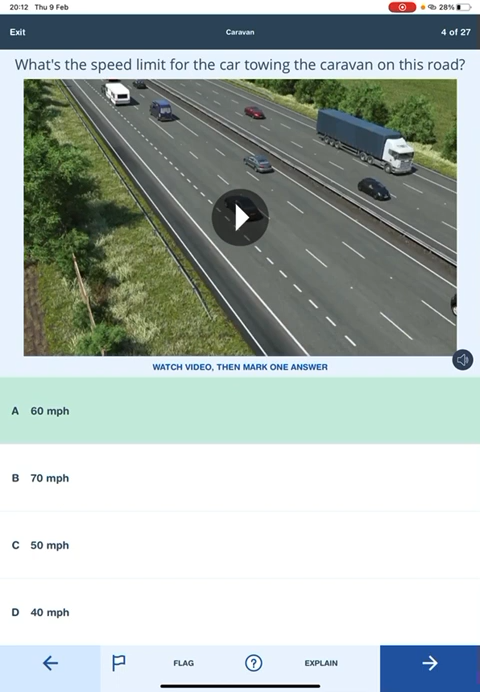 20:12 Thu 9 Feb
28%
Exit
Caravan
4 of 27
What's the speed limit for the car towing the caravan on this road?
WATCH VIDEO, THEN MARK ONE ANSWER
A 60 mph
B 70 mph
C 50 mph
D 40 mph
FLAG
?
EXPLAIN